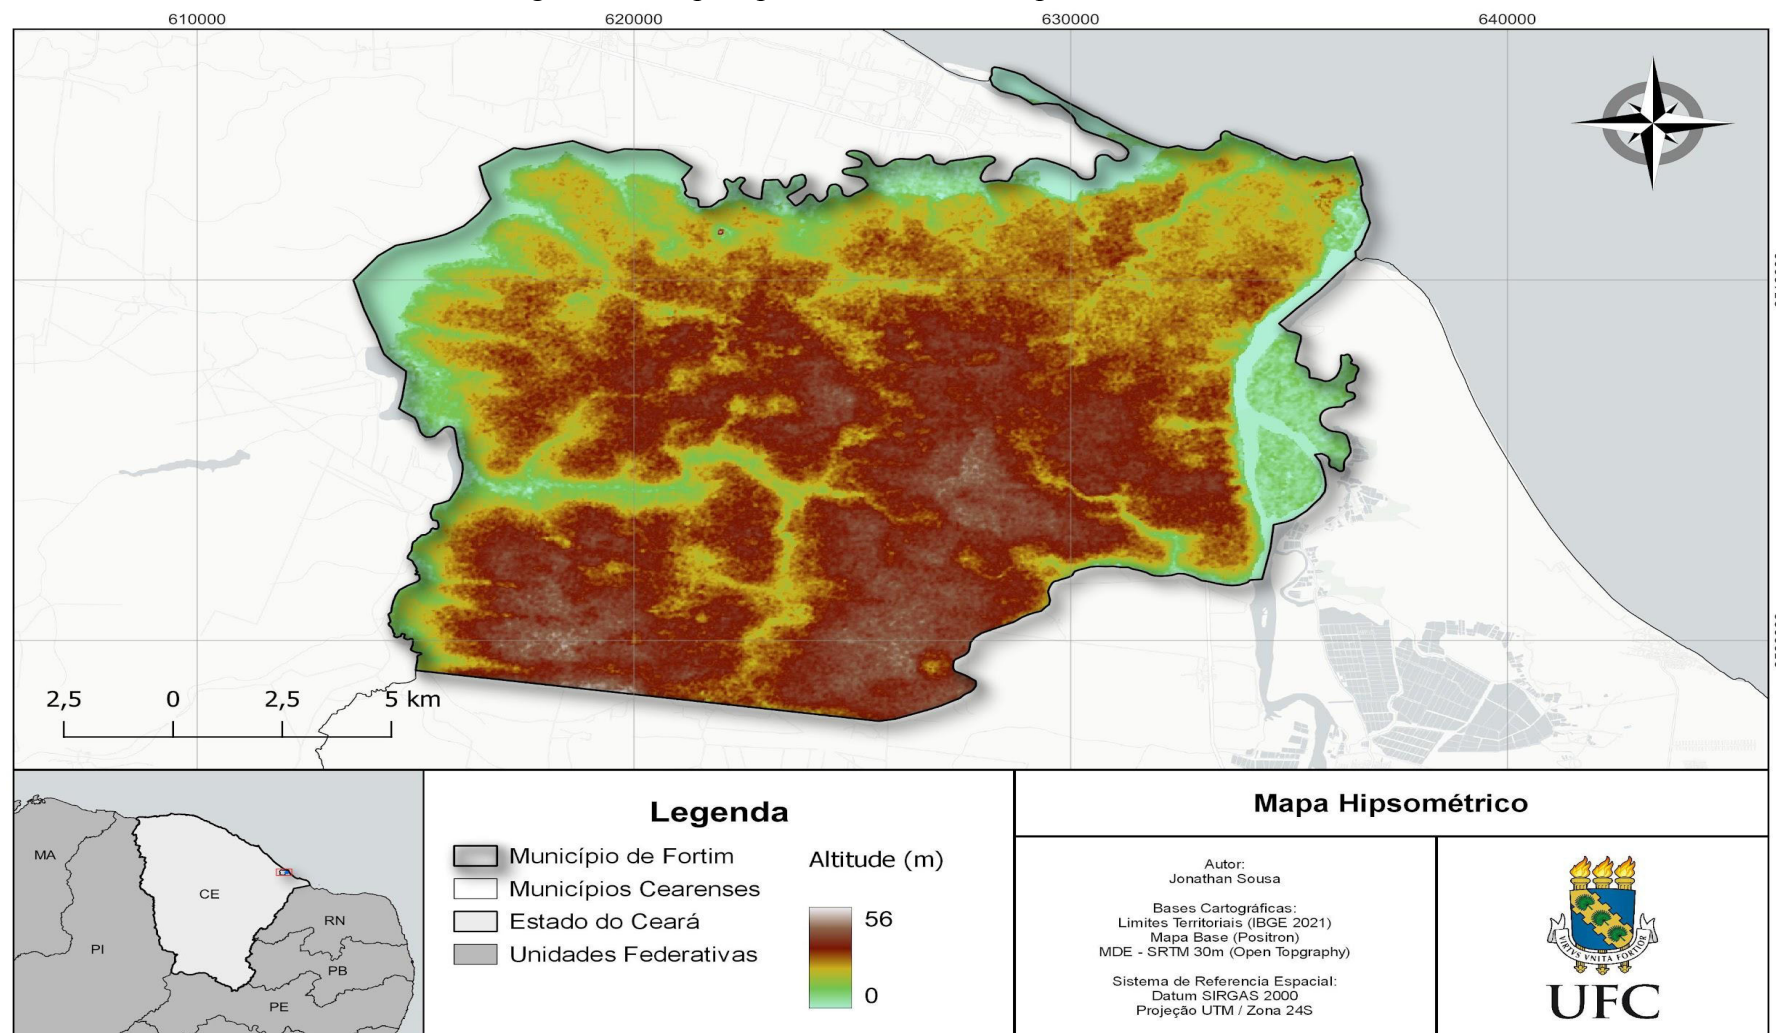 610000
620000
630000
640000
2,5
0
2,5
5 km
MA
PI
CE
RN
PB
PE
Legenda
Município de Fortim
Municípios Cearenses
Estado do Ceará
Unidades Federativas
Altitude (m)
56
0
Mapa Hipsométrico
Autor:
Jonathan Sousa
Bases Cartográficas:
Limites Territoriais (IBGE 2021)
Mapa Base (Positron)
MDE - SRTM 30m (Open Topgraphy)
Sistema de Referencia Espacial:
Datum SIRGAS 2000
Projeção UTM / Zona 24S
VIRTVS VNITA FORTIOR
UFC